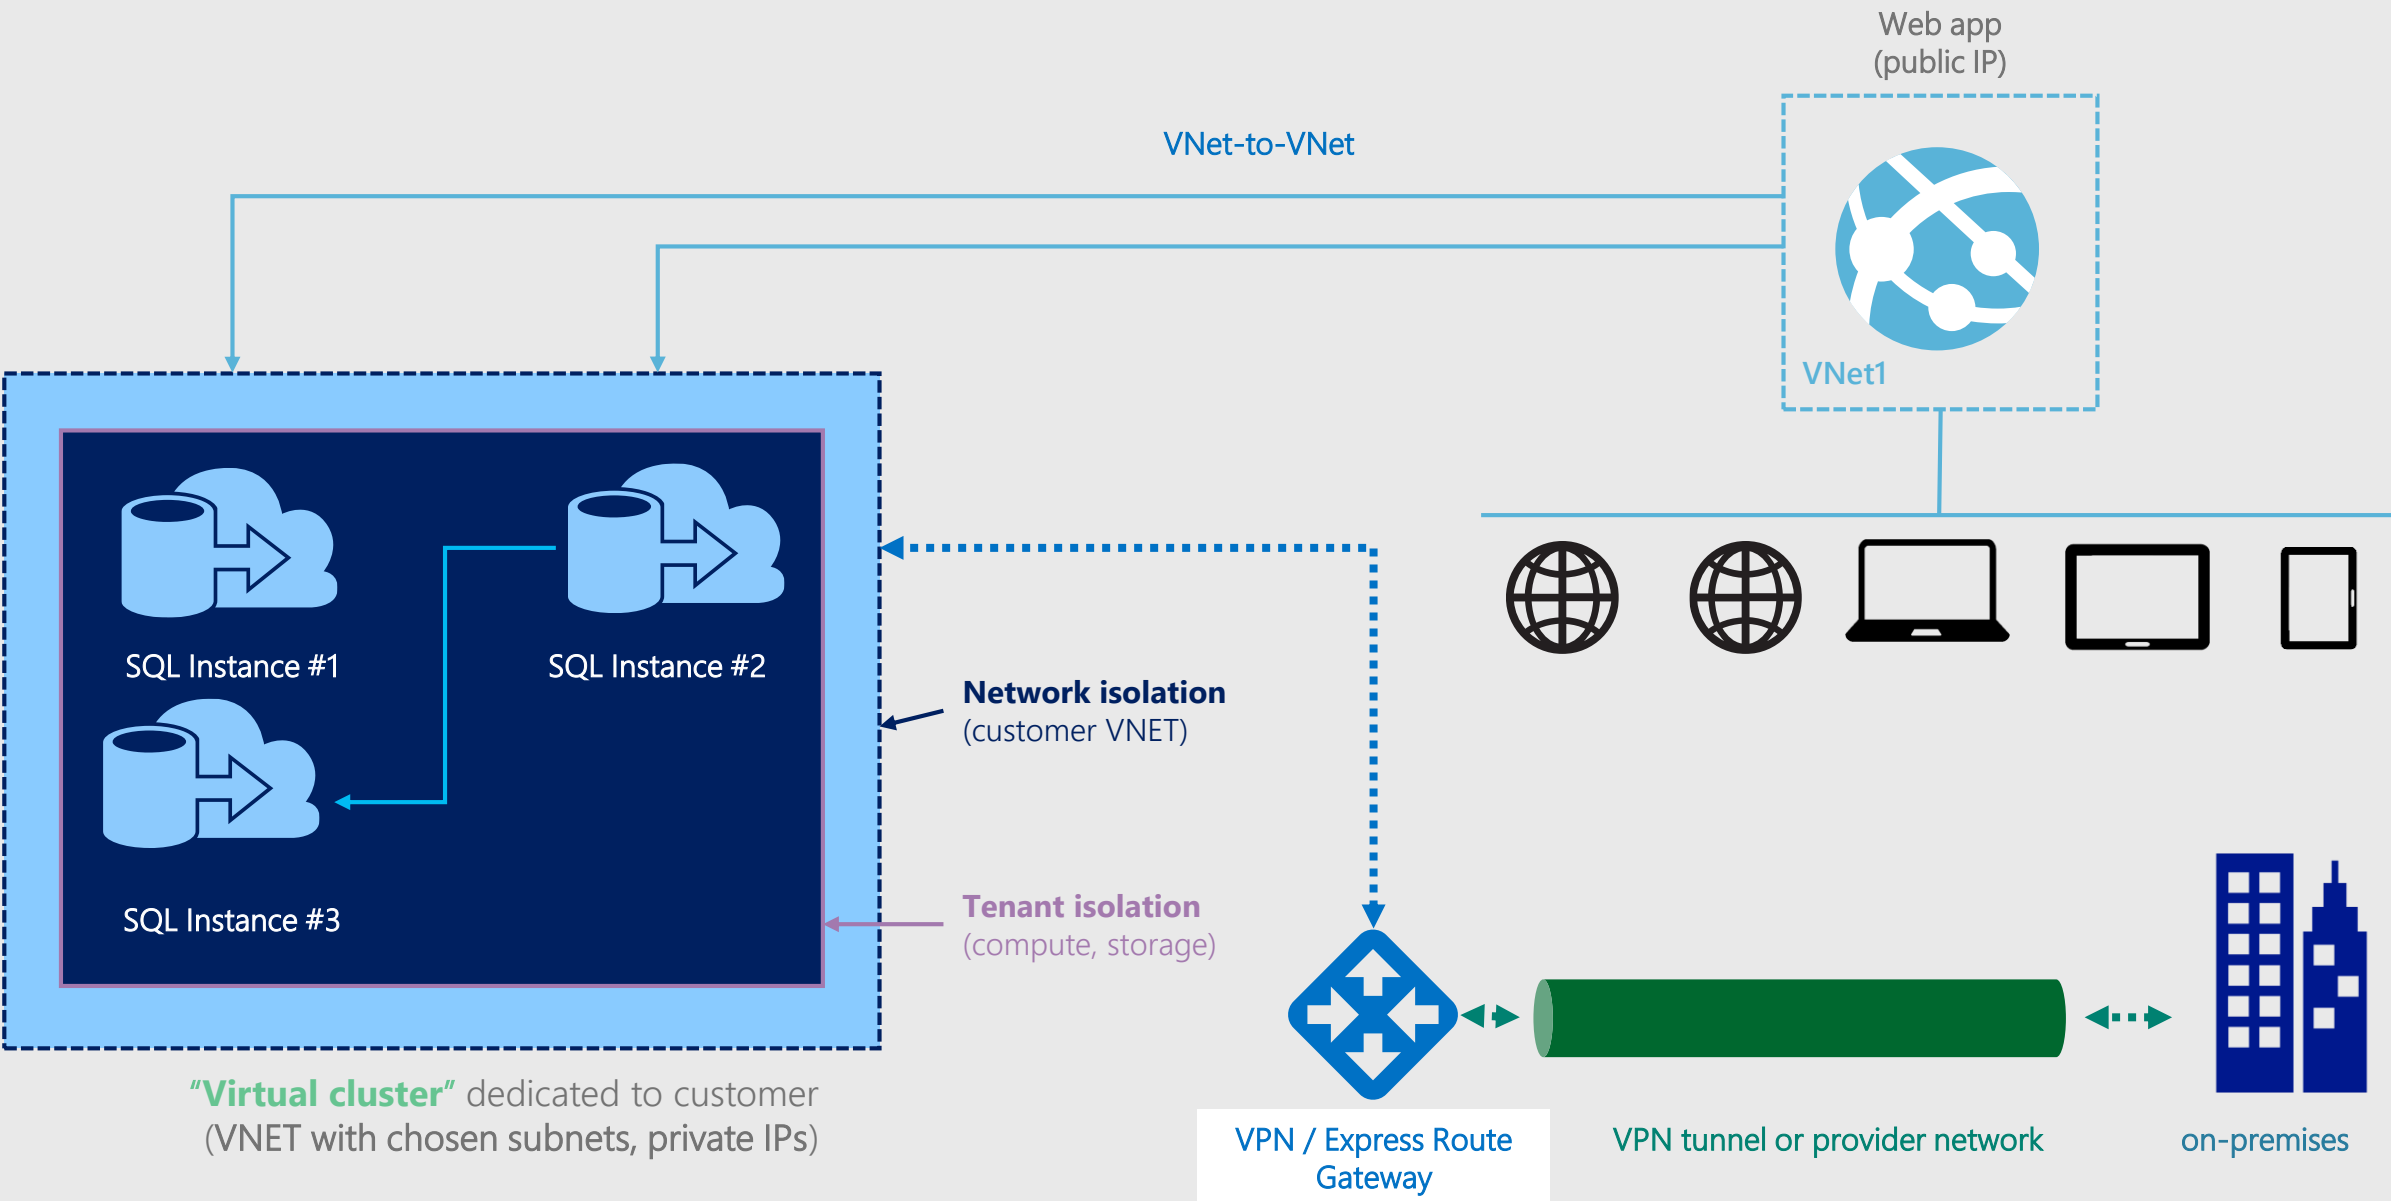 Web app
(public IP)
VNet-to-VNet
VNet1
SQL Instance #1
SQL Instance #2
SQL Instance #3
Network isolation
(customer VNET)
Tenant isolation
(compute, storage)
“Virtual cluster” dedicated to customer
(VNET with chosen subnets, private IPs)
VPN / Express Route
Gateway
VPN tunnel or provider network
on-premises